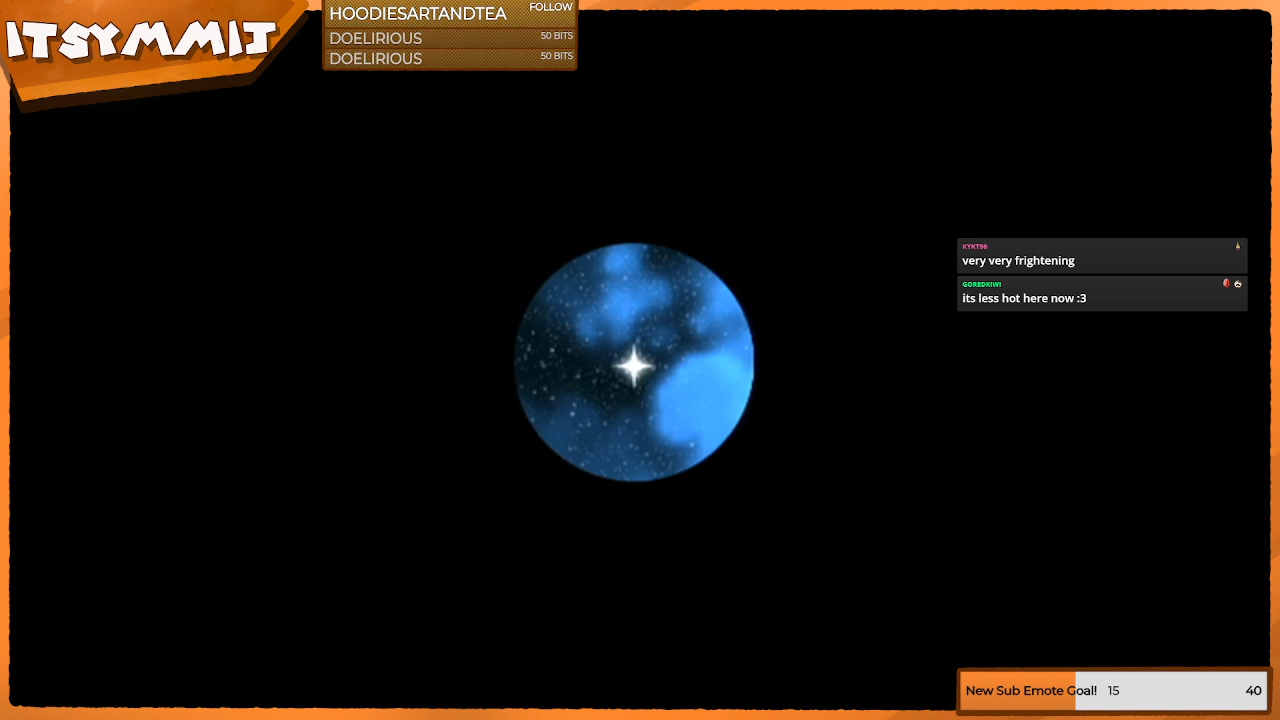 ITSYMMIJ
HOODIESARTANDTEA FOLLOW
DOELIRIOUS 50 BITS
DOELIRIOUS 50 BITS
KYKT96
very very frightening
GOREDKIWI
its less hot here now :3
New Sub Emote Goal! 15 40